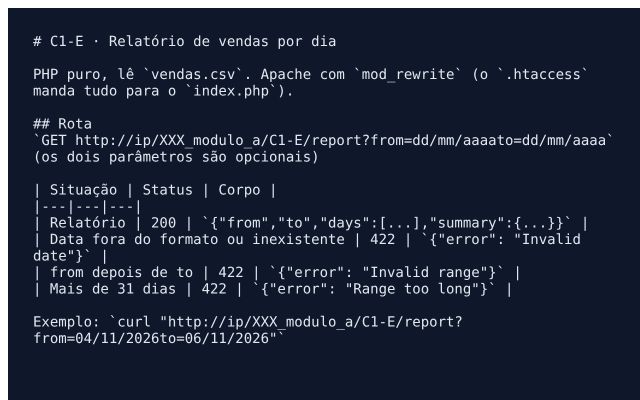 # C1-E · Relatório de vendas por dia
PHP puro, lê `vendas.csv`. Apache com `mod_rewrite` (o `.htaccess`
manda tudo para o `index.php`).
## Rota
`GET http://ip/XXX_modulo_a/C1-E/report?from=dd/mm/aaaato=dd/mm/aaaa`
(os dois parâmetros são opcionais)
| Situação | Status | Corpo |
|---|---|---|
| Relatório | 200 | `{"from","to","days":[...],"summary":{...}}` |
| Data fora do formato ou inexistente | 422 | `{"error": "Invalid
date"}` |
| from depois de to | 422 | `{"error": "Invalid range"}` |
| Mais de 31 dias | 422 | `{"error": "Range too long"}` |
Exemplo: `curl "http://ip/XXX_modulo_a/C1-E/report?
from=04/11/2026to=06/11/2026"`